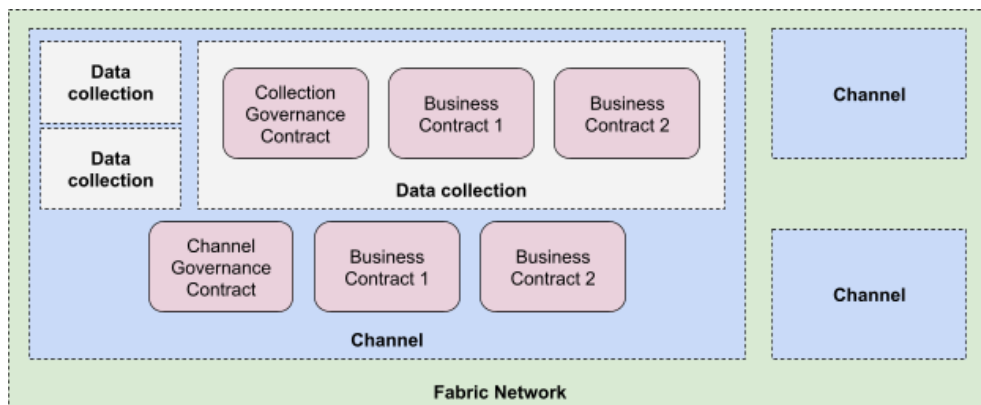 Data
collection
Data
collection
Collection
Governance
Contract
Business
Contract 1
Business
Contract 2
Data collection
Channel
Governance
Contract
Business
Contract 1
Business
Contract 2
Channel
Channel
Channel
Fabric Network